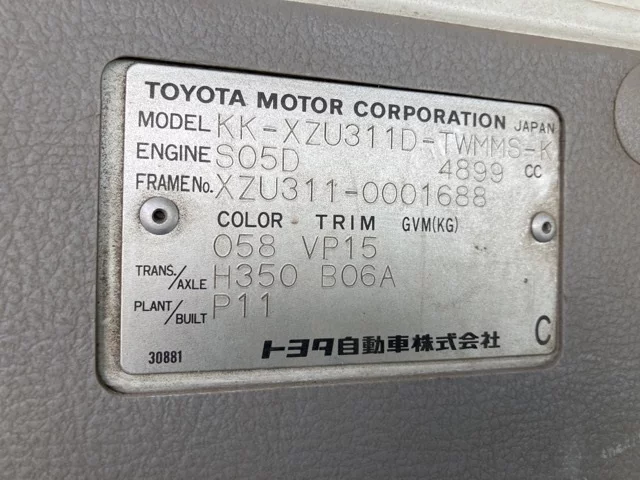 TOYOTA MOTOR CORPORATION JAPAN
MODEL KK-XZU311D-TWMMS-K
ENGINE S05D 4899 CC
FRAME No. XZU311-0001688
COLOR TRIM GVM(KG)
058 VP15
TRANS./AXLE H350 B06A
PLANT/BUILT P11
30881 トヨタ自動車株式会社 C